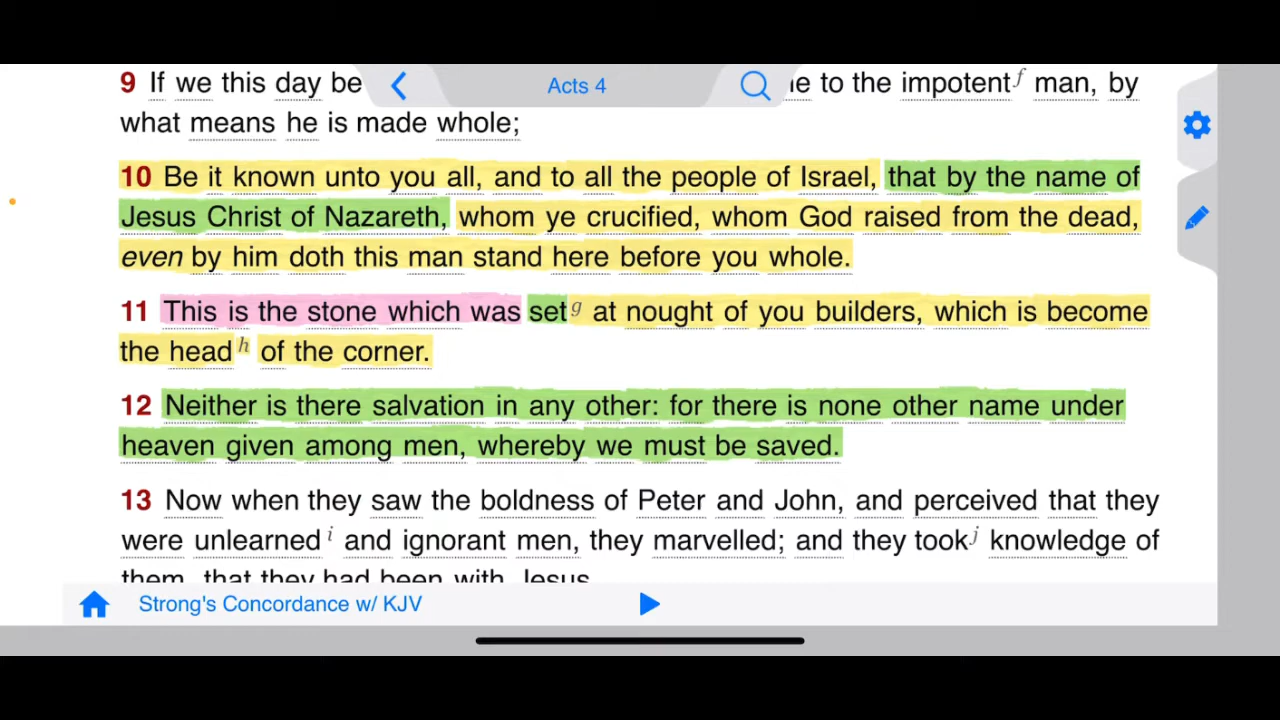 Acts 4
9 If we this day be to the impotent f man, by
what means he is made whole;
10 Be it known unto you all, and to all the people of Israel, that by the name of
Jesus Christ of Nazareth, whom ye crucified, whom God raised from the dead,
even by him doth this man stand here before you whole.
11 This is the stone which was set g at nought of you builders, which is become
the head h of the corner.
12 Neither is there salvation in any other: for there is none other name under
heaven given among men, whereby we must be saved.
13 Now when they saw the boldness of Peter and John, and perceived that they
were unlearned i and ignorant men, they marvelled; and they took j knowledge of
them, that they had been with Jesus.
Strong's Concordance w/ KJV